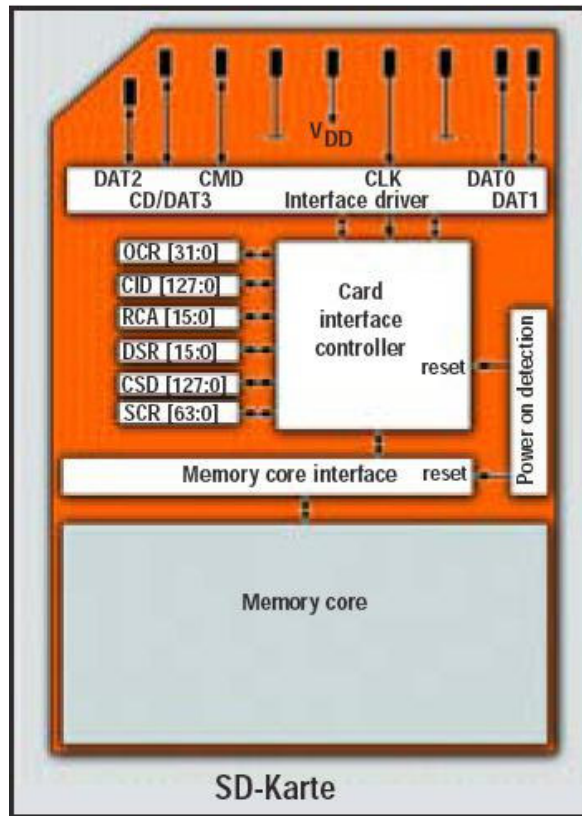 VDD
DAT2 CMD CLK DAT0
CD/DAT3 Interface driver DAT1
OCR [31:0]
CID [127:0]
RCA [15:0]
DSR [15:0]
CSD [127:0]
SCR [63:0]
Card
interface
controller
reset
Power on detection
Memory core interface reset
Memory core
SD-Karte